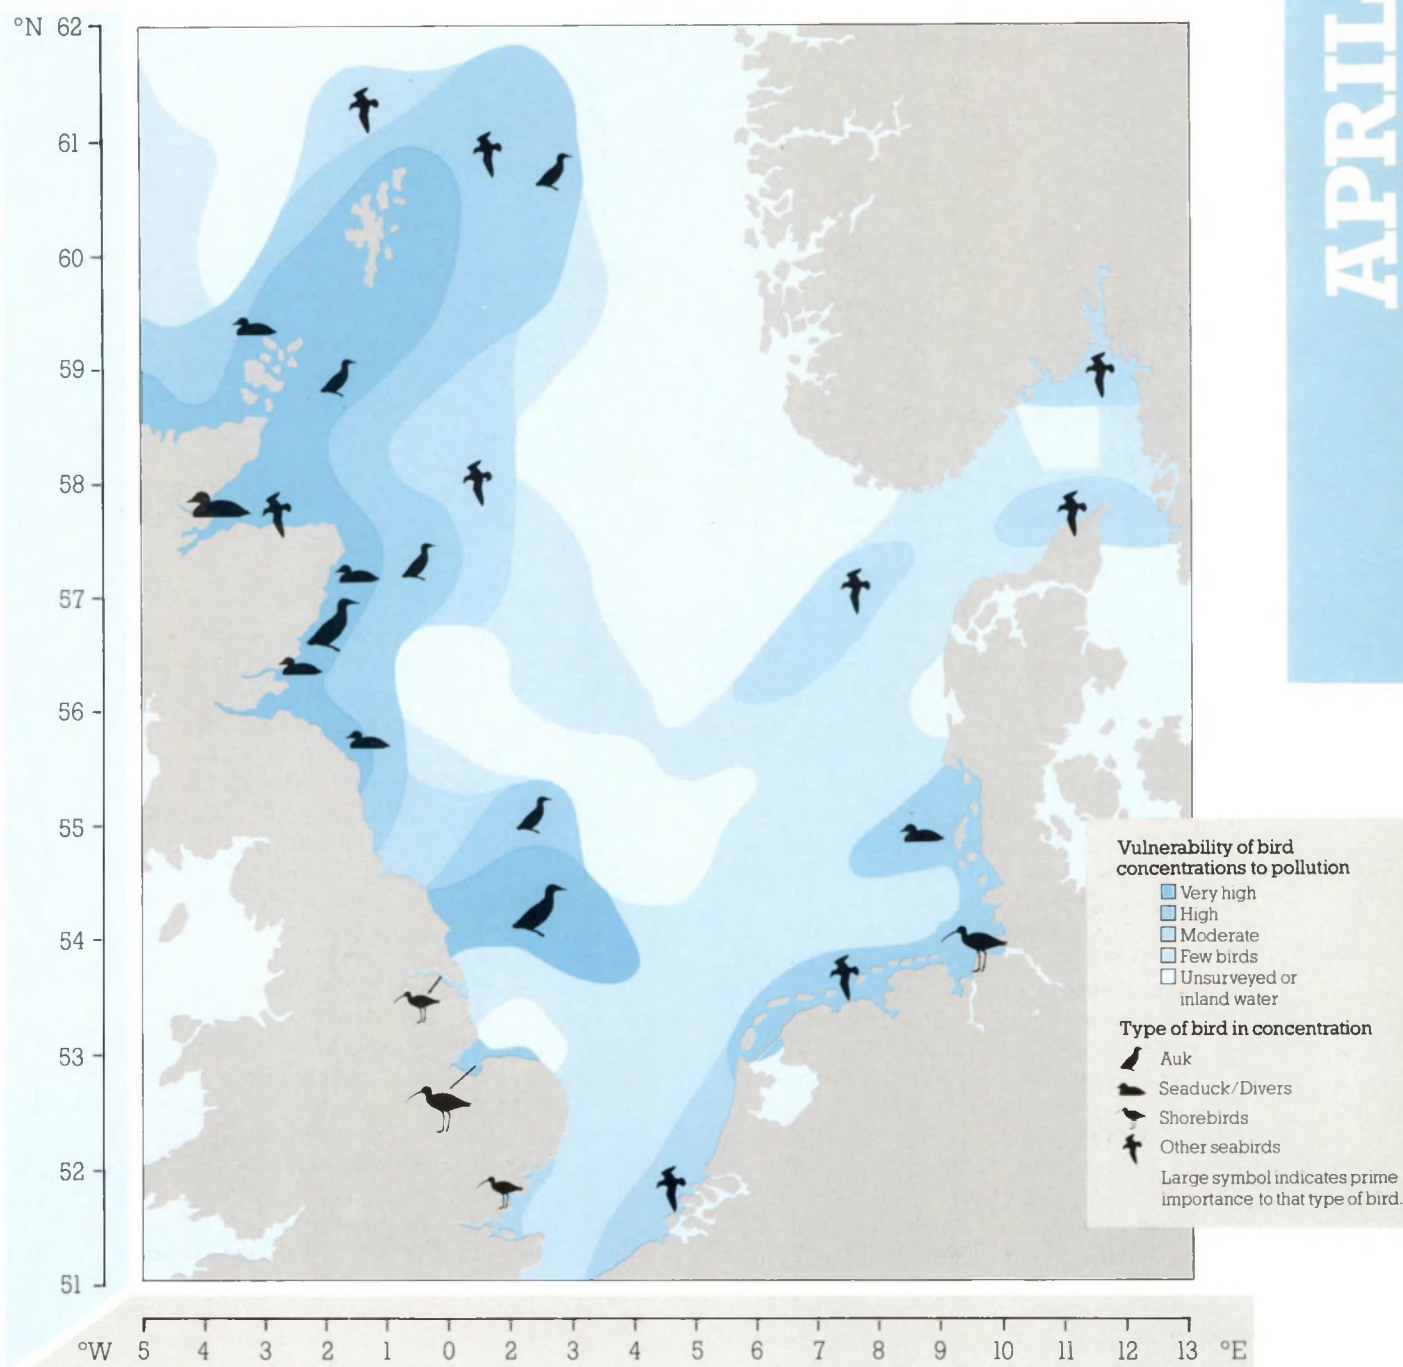 APRIL
°N 62
61
60
59
58
57
56
55
54
53
52
51
°W 5 4 3 2 1 0 2 3 4 5 6 7 8 9 10 11 12 13 °E
Vulnerability of bird
concentrations to pollution
Very high
High
Moderate
Few birds
Unsurveyed or
inland water
Type of bird in concentration
Auk
Seaduck/Divers
Shorebirds
Other seabirds
Large symbol indicates prime
importance to that type of bird.